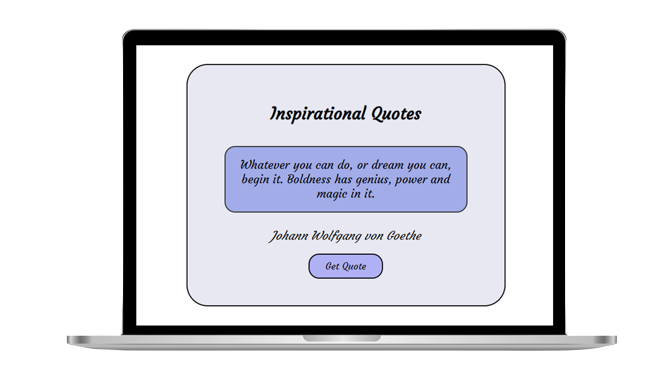 Inspirational Quotes
Whatever you can do, or dream you can,
begin it. Boldness has genius, power and
magic in it.
Johann Wolfgang von Goethe
Get Quote